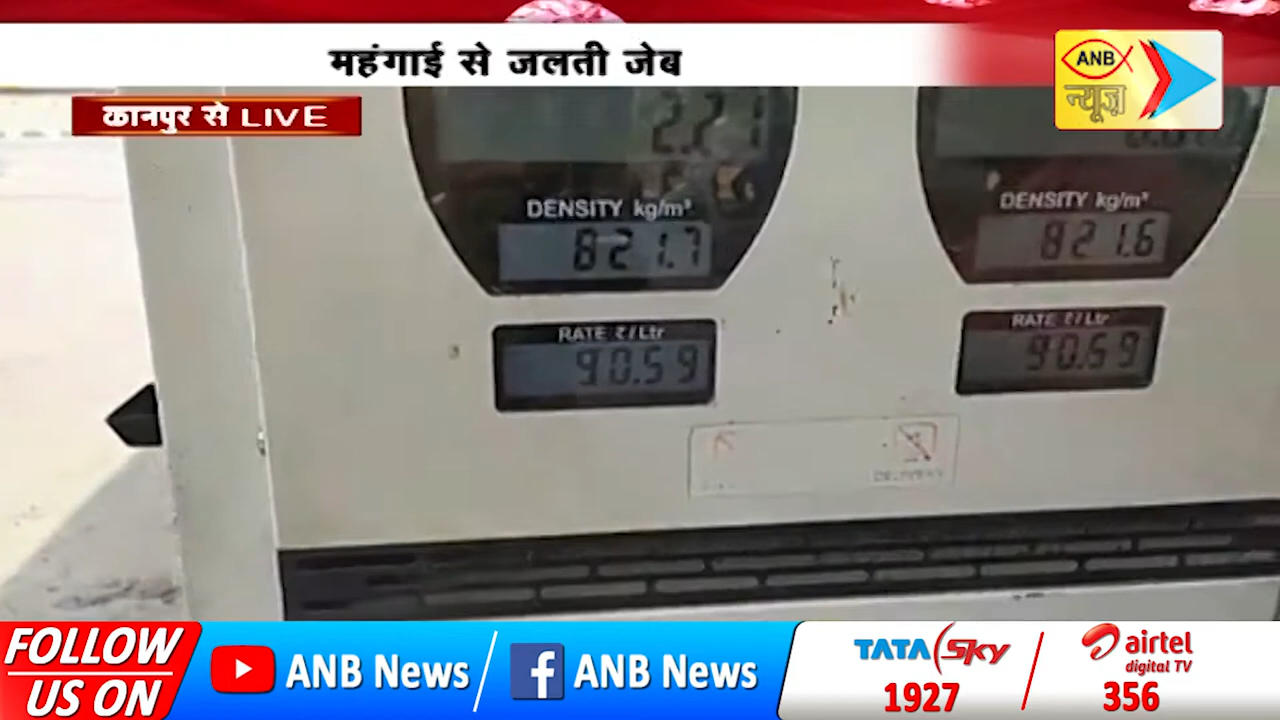 महंगाई से जलती जेब
ANB
न्यूज़
कानपुर से LIVE
2.21
DENSITY kg/m³
821.7
DENSITY kg/m³
821.6
RATE ₹/Ltr
90.59
RATE ₹/Ltr
90.59
DELIVERY
FOLLOW
US ON
ANB News
ANB News
TATA Sky
1927
airtel
digital TV
356